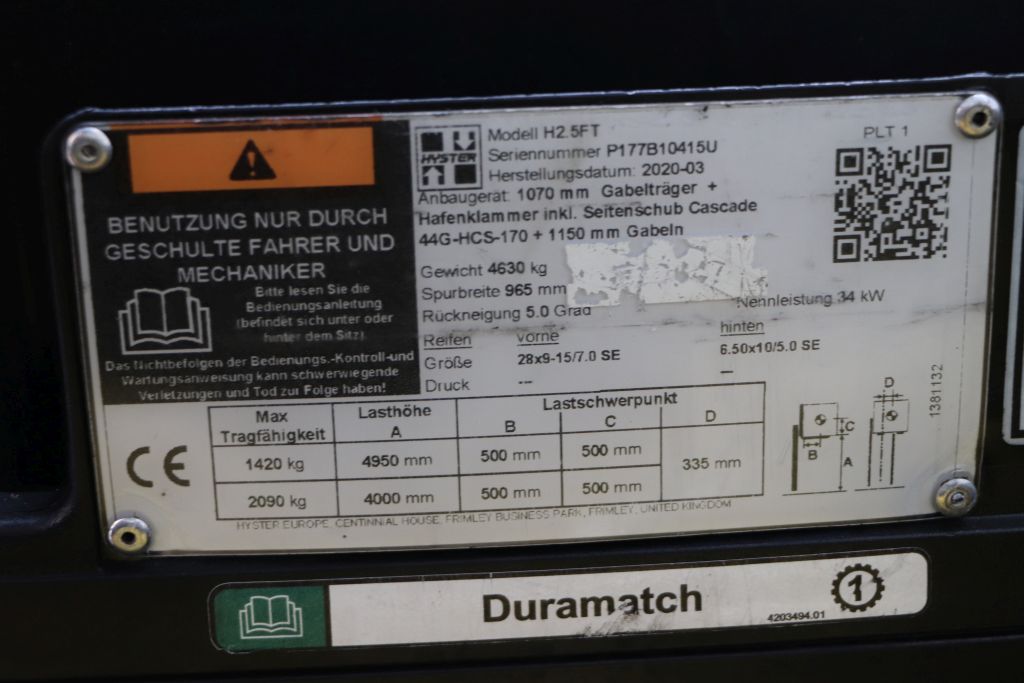 BENUTZUNG NUR DURCH
GESCHULTE FAHRER UND
MECHANIKER
Bitte lesen Sie die
Bedienungsanleitung
(befindet sich unter oder
hinter dem Sitz).
Das Nichtbefolgen der Bedienungs.-Kontroll-und
Wartungsanweisung kann schwerwiegende
Verletzungen und Tod zur Folge haben!
HYSTER
Modell H2.5FT
Seriennummer P177B10415U
Herstellungsdatum: 2020-03
Anbaugerät: 1070 mm Gabelträger +
Hafenklammer inkl. Seitenschub Cascade
44G-HCS-170 + 1150 mm Gabeln
PLT 1
Gewicht 4630 kg
Spurbreite 965 mm
Rückneigung 5.0 Grad Nennleistung 34 kW
Reifen vorne hinten
Größe 28x9-15/7.0 SE 6.50x10/5.0 SE
Druck --- —
Max Tragfähigkeit Lasthöhe A Lastschwerpunkt
B C D
1420 kg 4950 mm 500 mm 500 mm 335 mm
2090 kg 4000 mm 500 mm 500 mm
CE
D
C
B A
1381132
HYSTER EUROPE, CENTINNIAL HOUSE, FRIMLEY BUSINESS PARK, FRIMLEY, UNITED KINGDOM
Duramatch
4203494.01
1